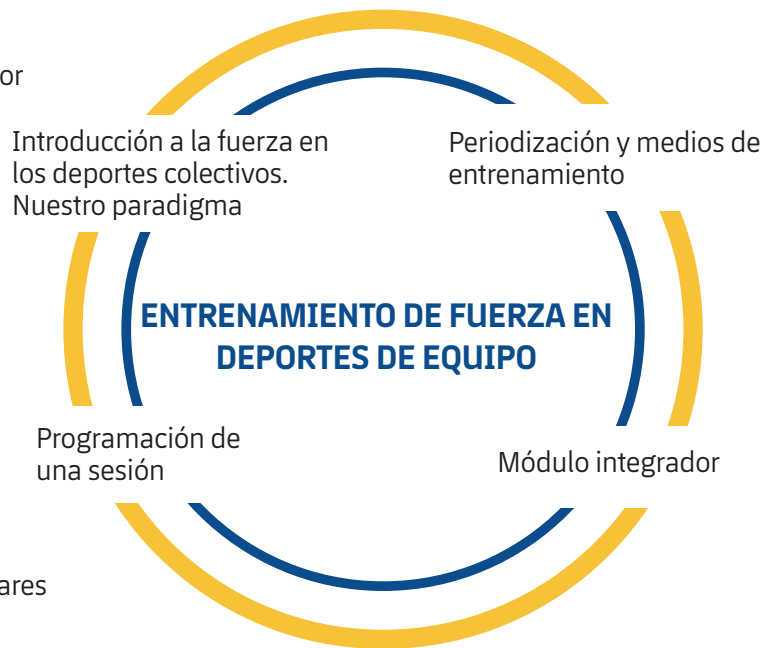 or
Introducción a la fuerza en
los deportes colectivos.
Nuestro paradigma
Periodización y medios de
entrenamiento
ENTRENAMIENTO DE FUERZA EN
DEPORTES DE EQUIPO
Programación de
una sesión
Módulo integrador
ares